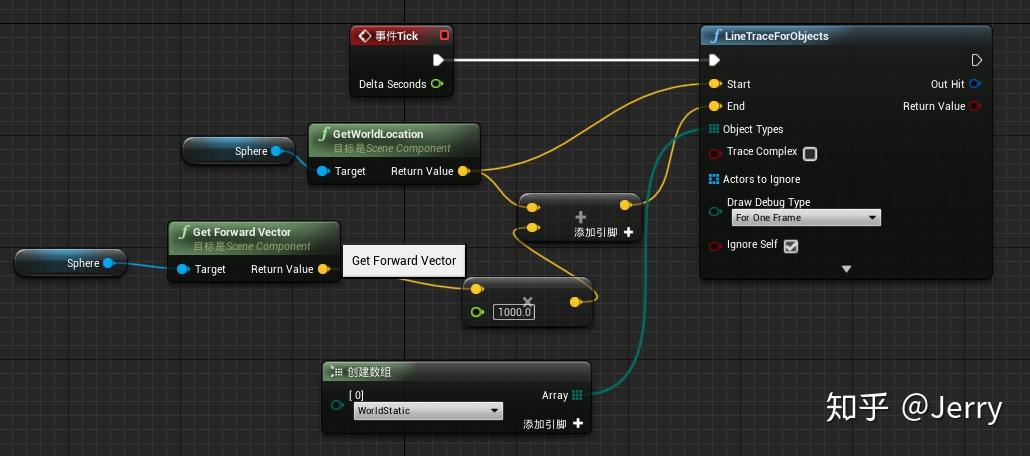 事件Tick
Delta Seconds
LineTraceForObjects
Start
Out Hit
End
Return Value
Object Types
Trace Complex
Actors to Ignore
Draw Debug Type
For One Frame
Ignore Self
Sphere
GetWorldLocation
目标是Scene Component
Target
Return Value
添加引脚
Sphere
Get Forward Vector
目标是Scene Component
Target
Return Value
Get Forward Vector
1000.0
创建数组
[ 0]
WorldStatic
Array
添加引脚
知乎 @Jerry